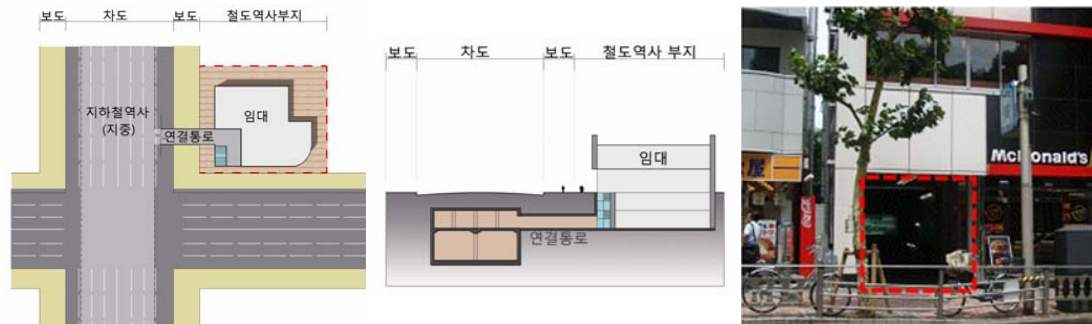 보도
차도
보도
철도역사부지
지하철역사
(지중)
임대
연결통로
보도
차도
보도
철도역사 부지
임대
연결통로
McDonald's